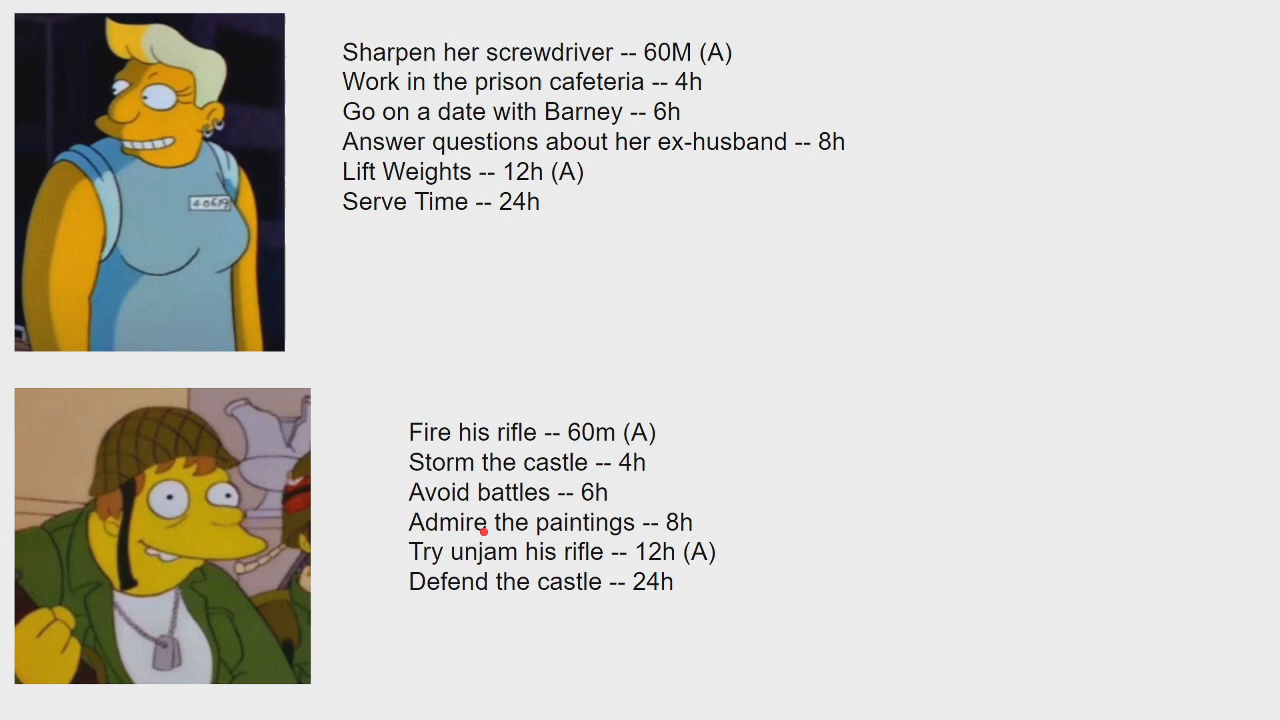 40619
Sharpen her screwdriver -- 60M (A)
Work in the prison cafeteria -- 4h
Go on a date with Barney -- 6h
Answer questions about her ex-husband -- 8h
Lift Weights -- 12h (A)
Serve Time -- 24h
Fire his rifle -- 60m (A)
Storm the castle -- 4h
Avoid battles -- 6h
Admire the paintings -- 8h
Try unjam his rifle -- 12h (A)
Defend the castle -- 24h